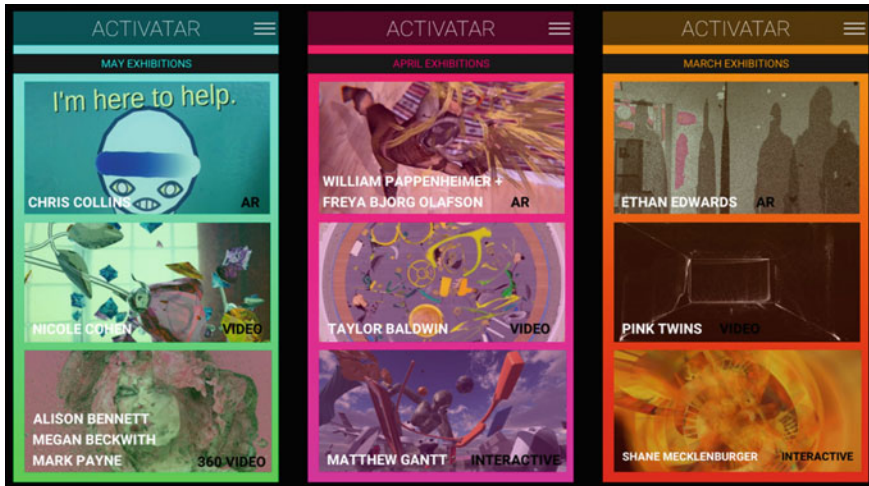 ACTIVATAR
MAY EXHIBITIONS
I'm here to help.
CHRIS COLLINS AR
NICOLE COHEN VIDEO
ALISON BENNETT
MEGAN BECKWITH
MARK PAYNE 360 VIDEO
ACTIVATAR
APRIL EXHIBITIONS
WILLIAM PAPPENHEIMER +
FREYA BJORG OLAFSON AR
TAYLOR BALDWIN VIDEO
MATTHEW GANTT INTERACTIVE
ACTIVATAR
MARCH EXHIBITIONS
ETHAN EDWARDS AR
PINK TWINS VIDEO
SHANE MECKLENBURGER INTERACTIVE